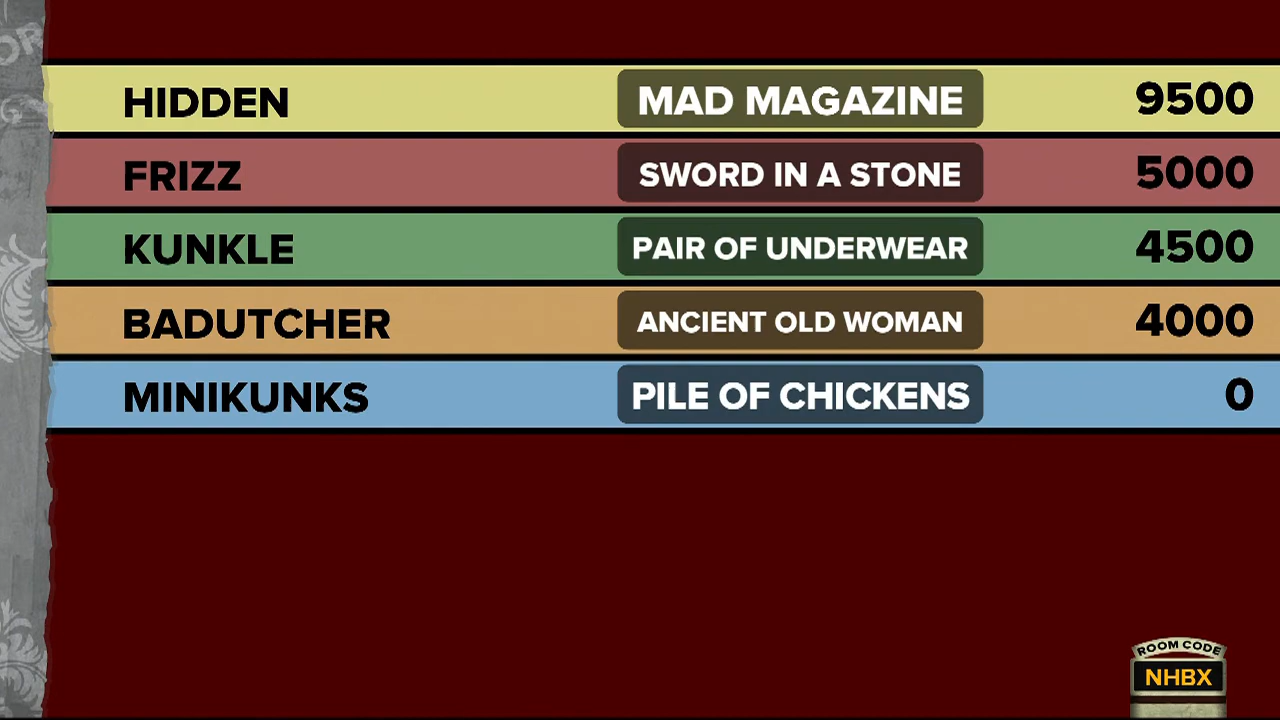 HIDDEN MAD MAGAZINE 9500
FRIZZ SWORD IN A STONE 5000
KUNKLE PAIR OF UNDERWEAR 4500
BADUTCHER ANCIENT OLD WOMAN 4000
MINIKUNKS PILE OF CHICKENS 0
ROOM CODE
NHBX